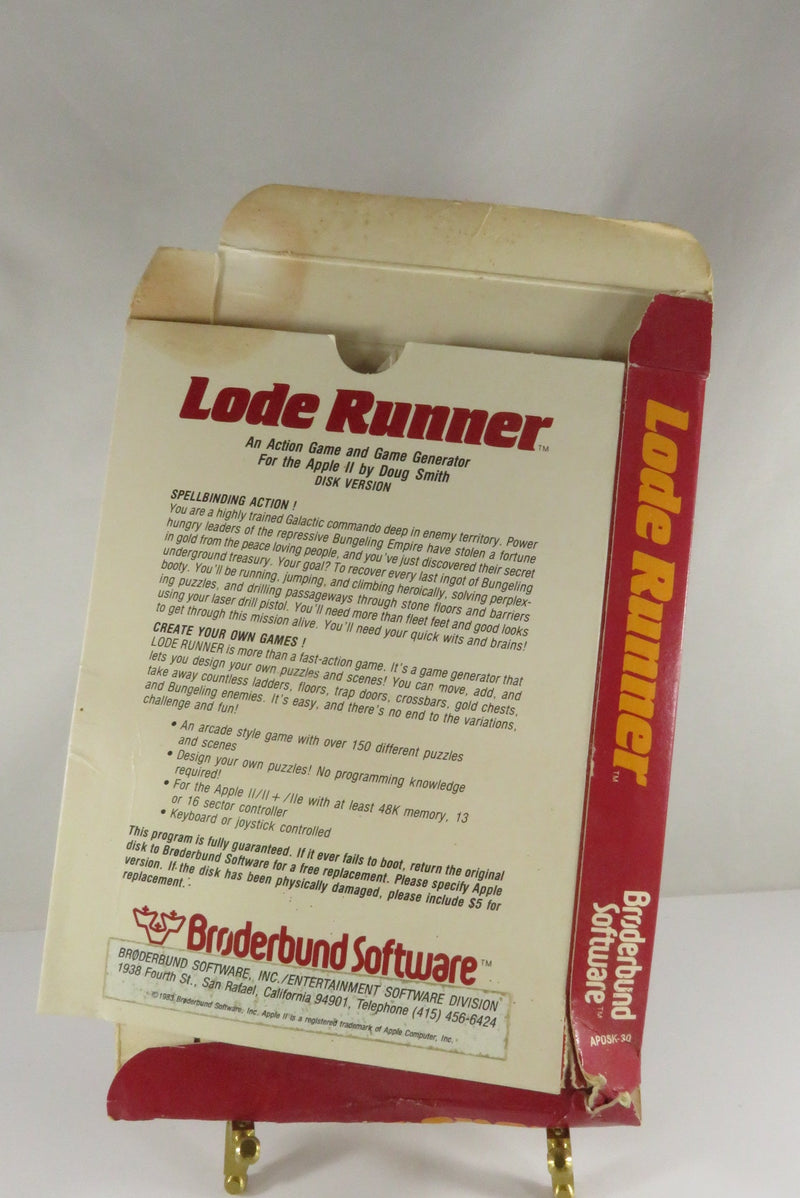 Lode Runner™
An Action Game and Game Generator
For the Apple II by Doug Smith
DISK VERSION
SPELLBINDING ACTION !
You are a highly trained Galactic commando deep in enemy territory. Power
hungry leaders of the repressive Bungeling Empire have stolen a fortune
in gold from the peace loving people, and you've just discovered their secret
underground treasury. Your goal? To recover every last ingot of Bungeling
booty. You'll be running, jumping, and climbing heroically, solving perplex-
ing puzzles, and drilling passageways through stone floors and barriers
using your laser drill pistol. You'll need more than fleet feet and good looks
to get through this mission alive. You'll need your quick wits and brains!
CREATE YOUR OWN GAMES !
LODE RUNNER is more than a fast-action game. It's a game generator that
lets you design your own puzzles and scenes! You can move, add, and
take away countless ladders, floors, trap doors, crossbars, gold chests,
and Bungeling enemies. It's easy, and there's no end to the variations,
challenge and fun!
• An arcade style game with over 150 different puzzles
and scenes
• Design your own puzzles! No programming knowledge
required!
• For the Apple II/II + /IIe with at least 48K memory, 13
or 16 sector controller
• Keyboard or joystick controlled
This program is fully guaranteed. If it ever fails to boot, return the original
disk to Brøderbund Software for a free replacement. Please specify Apple
version. If the disk has been physically damaged, please include $5 for
replacement.
Brøderbund Software™
BRØDERBUND SOFTWARE, INC./ENTERTAINMENT SOFTWARE DIVISION
1938 Fourth St., San Rafael, California 94901, Telephone (415) 456-6424
©1983 Brøderbund Software, Inc. Apple II is a registered trademark of Apple Computer, Inc.
Lode Runner™
Brøderbund
Software™
APDSK-30